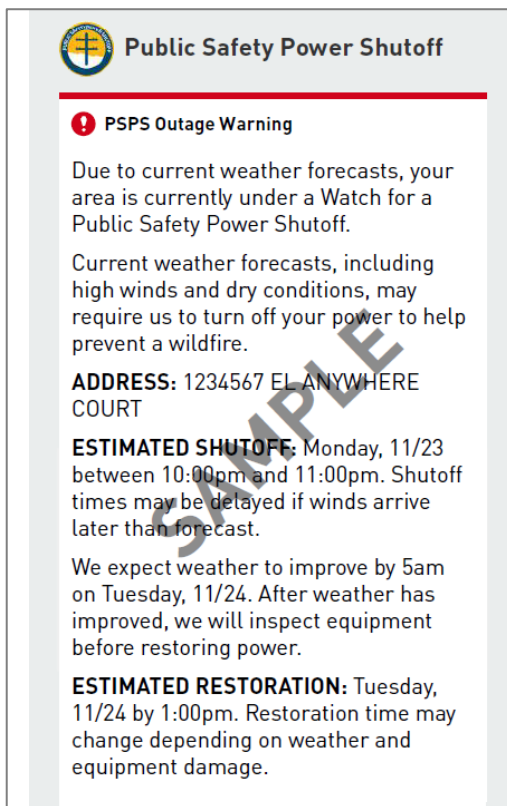 Public Safety Power Shutoff
PSPS Outage Warning
Due to current weather forecasts, your
area is currently under a Watch for a
Public Safety Power Shutoff.
Current weather forecasts, including
high winds and dry conditions, may
require us to turn off your power to help
prevent a wildfire.
ADDRESS: 1234567 EL ANYWHERE
COURT
ESTIMATED SHUTOFF: Monday, 11/23
between 10:00pm and 11:00pm. Shutoff
times may be delayed if winds arrive
later than forecast.
We expect weather to improve by 5am
on Tuesday, 11/24. After weather has
improved, we will inspect equipment
before restoring power.
ESTIMATED RESTORATION: Tuesday,
11/24 by 1:00pm. Restoration time may
change depending on weather and
equipment damage.
SAMPLE